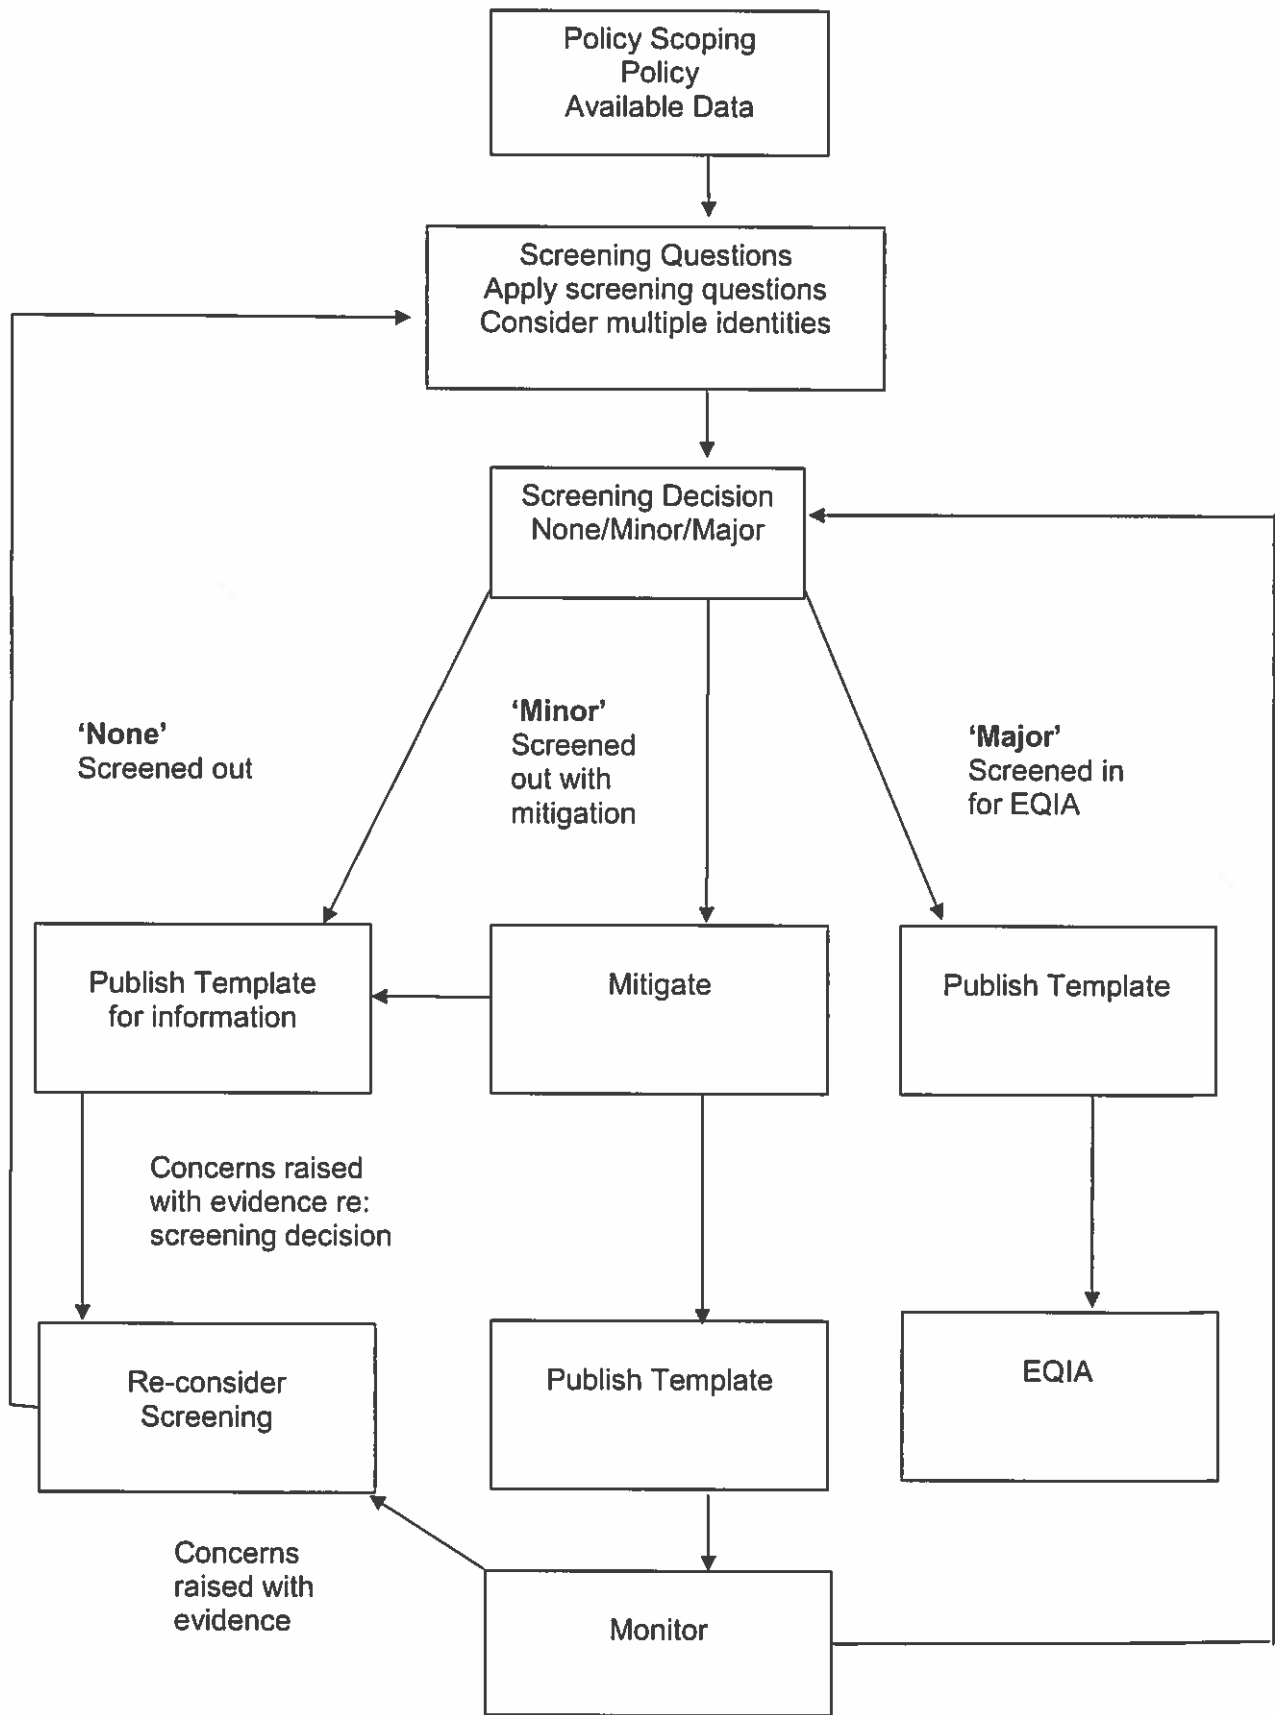 Policy Scoping
Policy
Available Data
Screening Questions
Apply screening questions
Consider multiple identities
Screening Decision
None/Minor/Major
‘None’
Screened out
‘Minor’
Screened
out with
mitigation
‘Major’
Screened in
for EQIA
Publish Template
for information
Mitigate
Publish Template
Concerns raised
with evidence re:
screening decision
Re-consider
Screening
Publish Template
EQIA
Concerns
raised with
evidence
Monitor